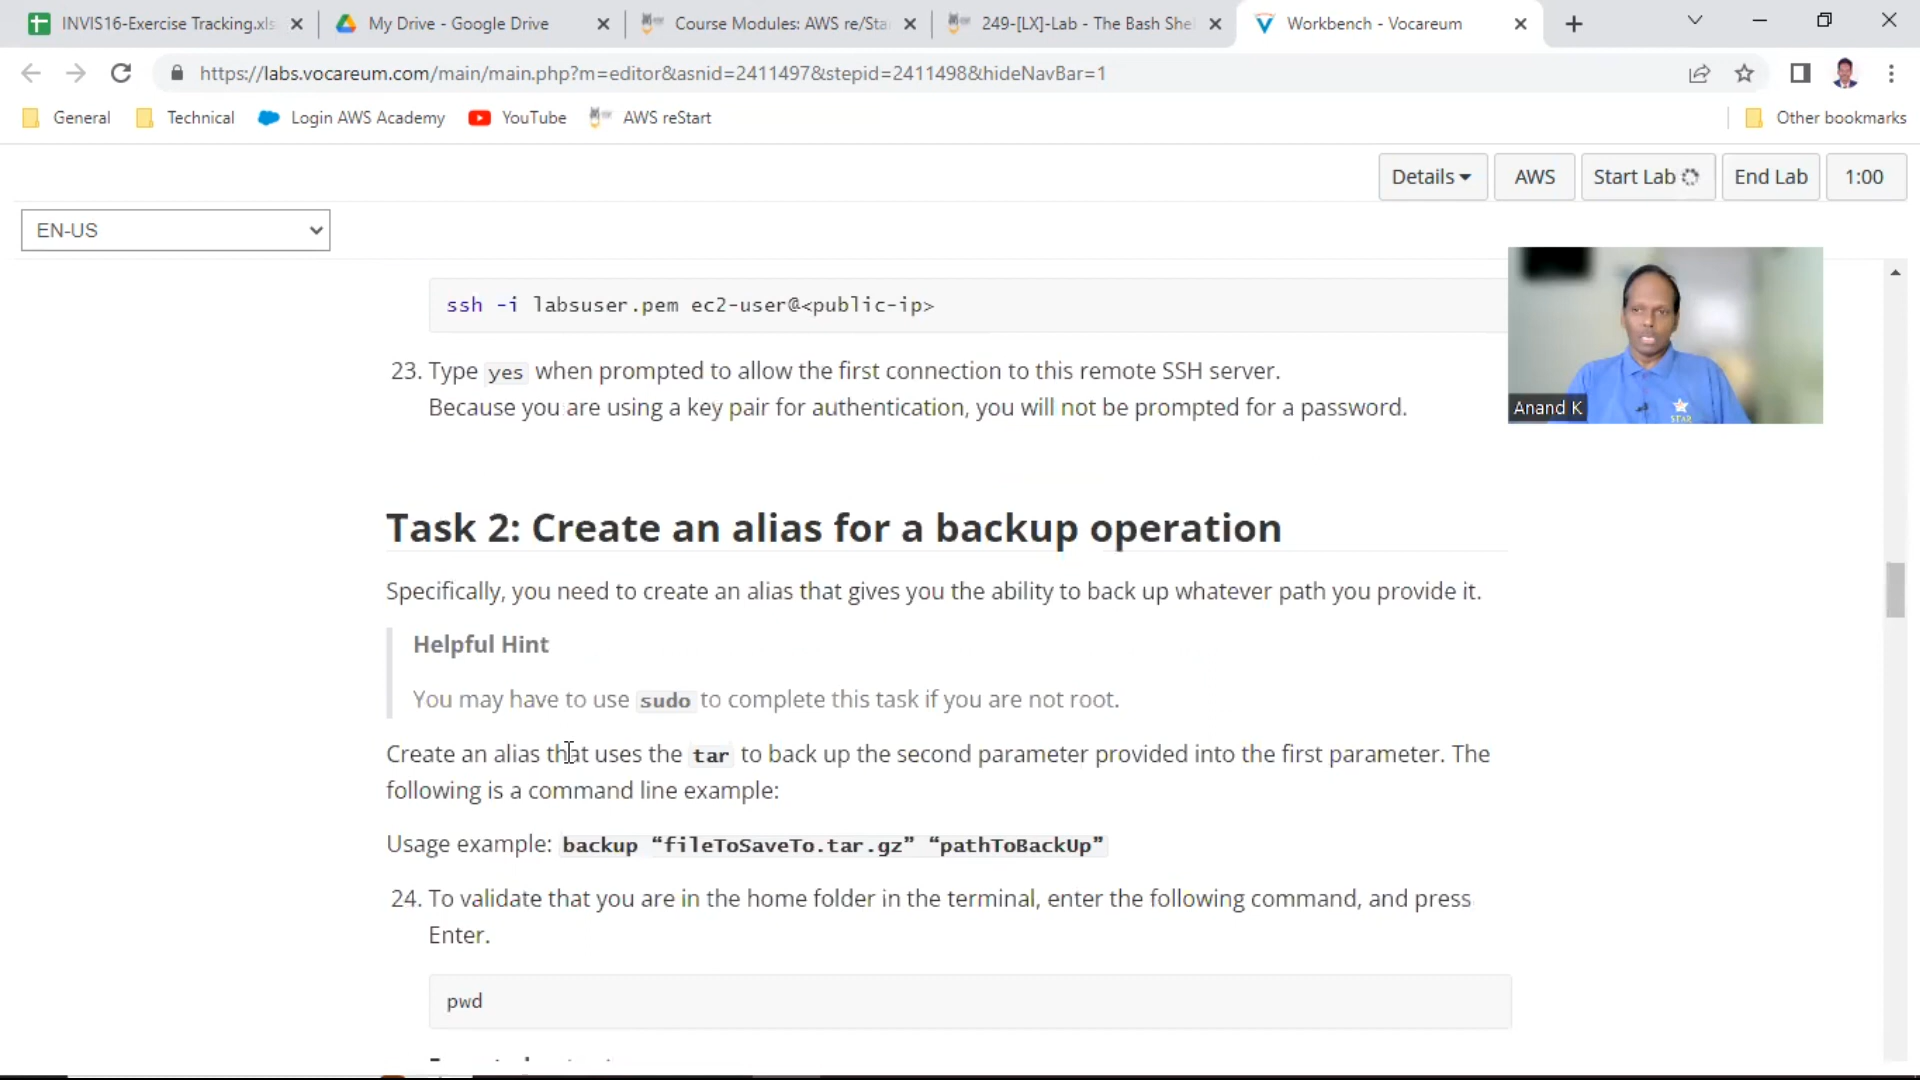 INVIS16-Exercise Tracking.xls
My Drive - Google Drive
Course Modules: AWS re/Sta
249-[LX]-Lab - The Bash She
Workbench - Vocareum
https://labs.vocareum.com/main/main.php?m=editor&asnid=2411497&stepid=2411498&hideNavBar=1
General
Technical
Login AWS Academy
YouTube
AWS reStart
Other bookmarks
Details
AWS
Start Lab
End Lab
1:00
EN-US
ssh -i labsuser.pem ec2-user@<public-ip>
23. Type yes when prompted to allow the first connection to this remote SSH server.
Because you are using a key pair for authentication, you will not be prompted for a password.
Anand K
STAR
Task 2: Create an alias for a backup operation
Specifically, you need to create an alias that gives you the ability to back up whatever path you provide it.
Helpful Hint
You may have to use sudo to complete this task if you are not root.
Create an alias that uses the tar to back up the second parameter provided into the first parameter. The
following is a command line example:
Usage example: backup “fileToSaveTo.tar.gz” “pathToBackUp”
24. To validate that you are in the home folder in the terminal, enter the following command, and press
Enter.
pwd